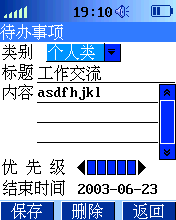 19:10
待办事项
类别 个人类
标题 工作交流
内容 asdfhjkl
优先级
结束时间 2003-06-23
保存 删除 返回